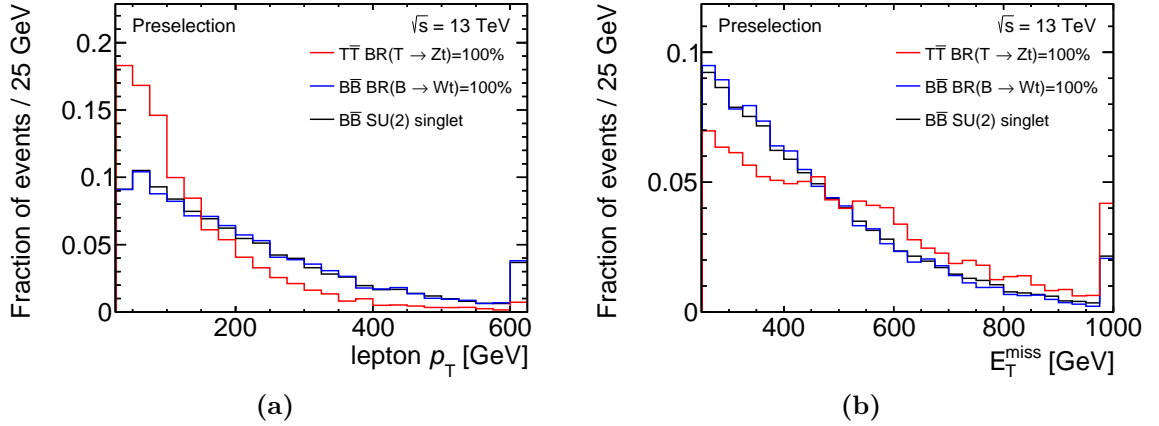 Preselection
√s = 13 TeV
TT̅ BR(T → Zt)=100%
BB̅ BR(B → Wt)=100%
BB̅ SU(2) singlet
Fraction of events / 25 GeV
0.2
0.15
0.1
0.05
0
200 400 600
lepton p_T [GeV]
(a)
Preselection
√s = 13 TeV
TT̅ BR(T → Zt)=100%
BB̅ BR(B → Wt)=100%
BB̅ SU(2) singlet
Fraction of events / 25 GeV
0.1
0.05
0
400 600 800 1000
E_T^miss [GeV]
(b)